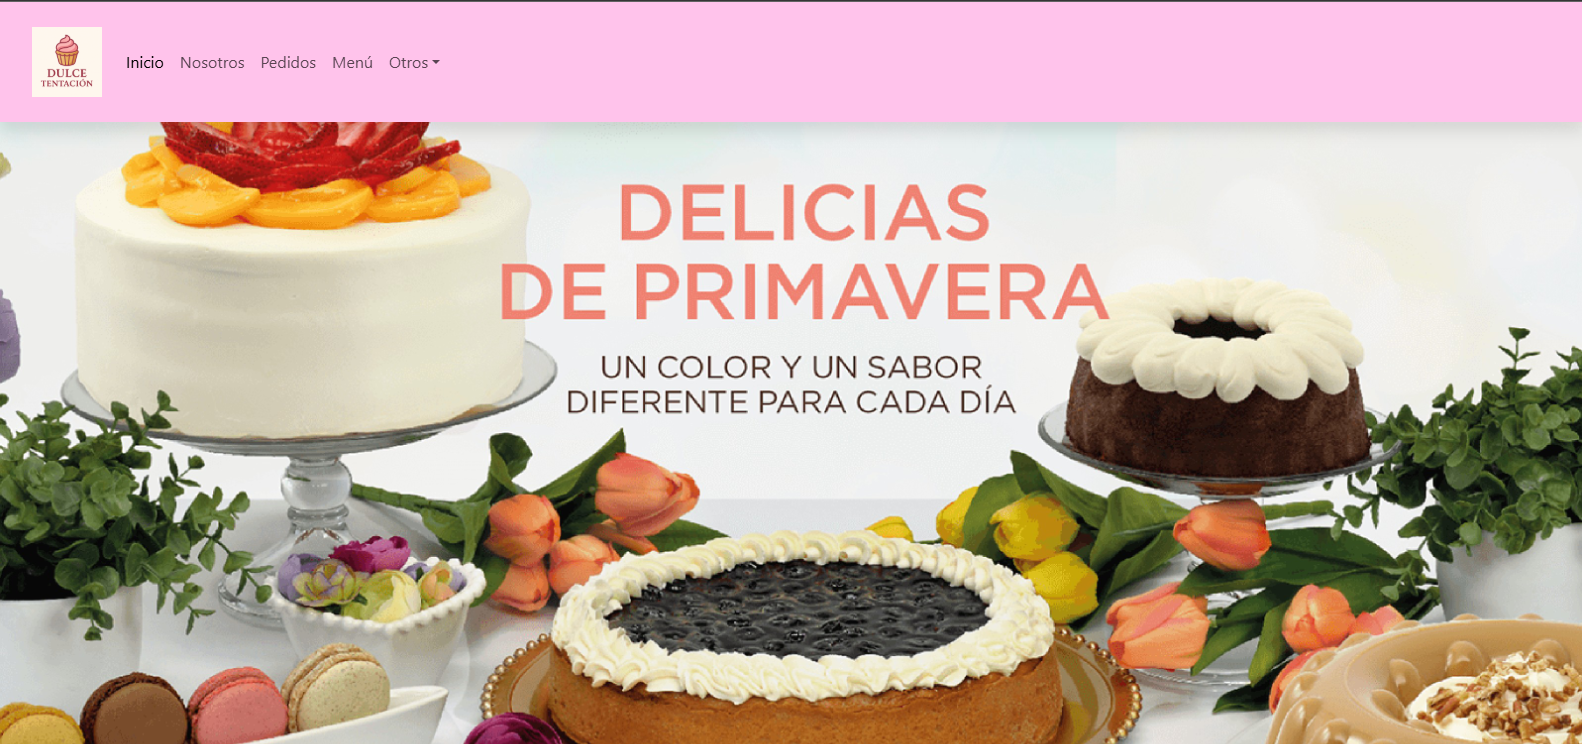 DULCE
TENTACIÓN
Inicio Nosotros Pedidos Menú Otros
DELICIAS
DE PRIMAVERA
UN COLOR Y UN SABOR
DIFERENTE PARA CADA DÍA